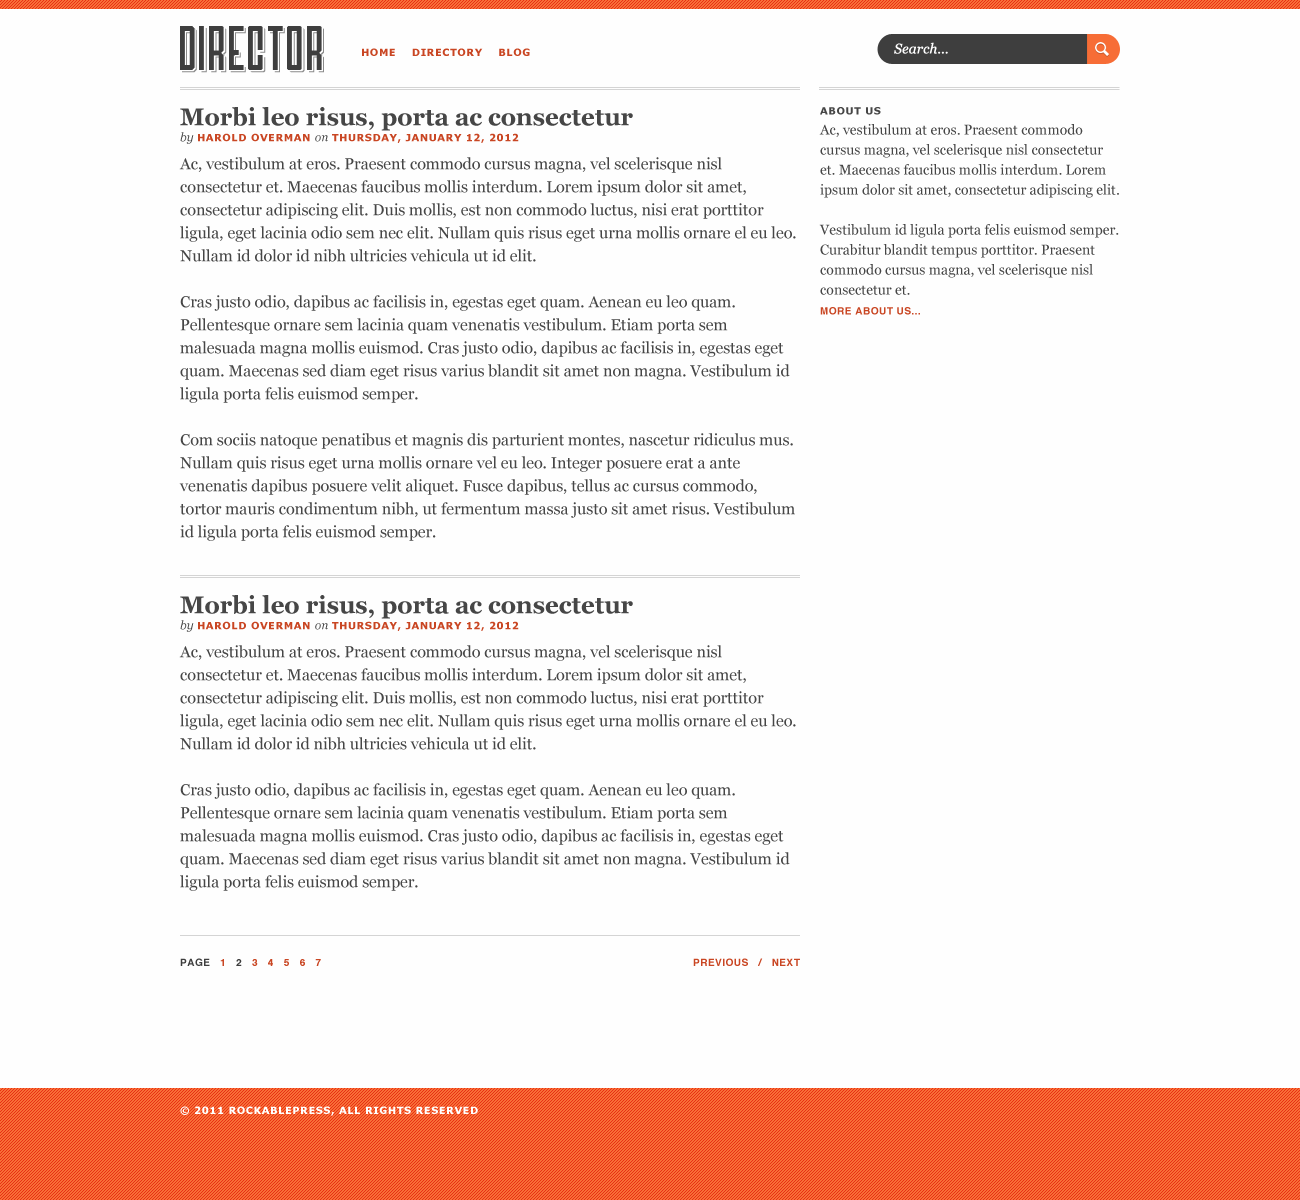 DIRECTOR
HOME DIRECTORY BLOG
Search...
Morbi leo risus, porta ac consectetur
by HAROLD OVERMAN on THURSDAY, JANUARY 12, 2012
Ac, vestibulum at eros. Praesent commodo cursus magna, vel scelerisque nisl
consectetur et. Maecenas faucibus mollis interdum. Lorem ipsum dolor sit amet,
consectetur adipiscing elit. Duis mollis, est non commodo luctus, nisi erat porttitor
ligula, eget lacinia odio sem nec elit. Nullam quis risus eget urna mollis ornare el eu leo.
Nullam id dolor id nibh ultricies vehicula ut id elit.
Cras justo odio, dapibus ac facilisis in, egestas eget quam. Aenean eu leo quam.
Pellentesque ornare sem lacinia quam venenatis vestibulum. Etiam porta sem
malesuada magna mollis euismod. Cras justo odio, dapibus ac facilisis in, egestas eget
quam. Maecenas sed diam eget risus varius blandit sit amet non magna. Vestibulum id
ligula porta felis euismod semper.
Com sociis natoque penatibus et magnis dis parturient montes, nascetur ridiculus mus.
Nullam quis risus eget urna mollis ornare vel eu leo. Integer posuere erat a ante
venenatis dapibus posuere velit aliquet. Fusce dapibus, tellus ac cursus commodo,
tortor mauris condimentum nibh, ut fermentum massa justo sit amet risus. Vestibulum
id ligula porta felis euismod semper.
Morbi leo risus, porta ac consectetur
by HAROLD OVERMAN on THURSDAY, JANUARY 12, 2012
Ac, vestibulum at eros. Praesent commodo cursus magna, vel scelerisque nisl
consectetur et. Maecenas faucibus mollis interdum. Lorem ipsum dolor sit amet,
consectetur adipiscing elit. Duis mollis, est non commodo luctus, nisi erat porttitor
ligula, eget lacinia odio sem nec elit. Nullam quis risus eget urna mollis ornare el eu leo.
Nullam id dolor id nibh ultricies vehicula ut id elit.
Cras justo odio, dapibus ac facilisis in, egestas eget quam. Aenean eu leo quam.
Pellentesque ornare sem lacinia quam venenatis vestibulum. Etiam porta sem
malesuada magna mollis euismod. Cras justo odio, dapibus ac facilisis in, egestas eget
quam. Maecenas sed diam eget risus varius blandit sit amet non magna. Vestibulum id
ligula porta felis euismod semper.
PAGE 1 2 3 4 5 6 7
PREVIOUS / NEXT
ABOUT US
Ac, vestibulum at eros. Praesent commodo
cursus magna, vel scelerisque nisl consectetur
et. Maecenas faucibus mollis interdum. Lorem
ipsum dolor sit amet, consectetur adipiscing elit.
Vestibulum id ligula porta felis euismod semper.
Curabitur blandit tempus porttitor. Praesent
commodo cursus magna, vel scelerisque nisl
consectetur et.
MORE ABOUT US...
© 2011 ROCKABLEPRESS, ALL RIGHTS RESERVED